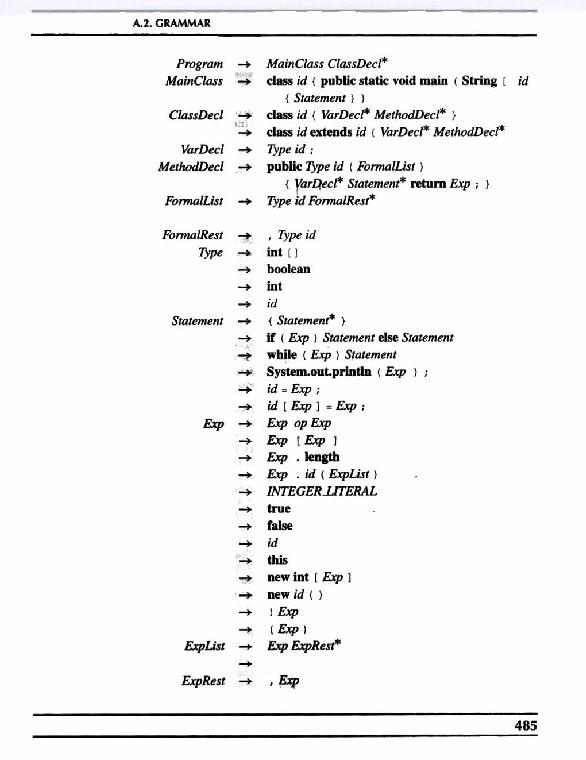 A.2. GRAMMAR
Program → MainClass ClassDecl*
MainClass → class id { public static void main ( String [ id
{ Statement } }
ClassDecl → class id { VarDecl* MethodDecl* }
→ class id extends id { VarDecl* MethodDecl*
VarDecl → Type id ;
MethodDecl → public Type id ( FormalList )
{ VarDecl* Statement* return Exp ; }
FormalList → Type id FormalRest*
FormalRest → , Type id
Type → int [ ]
→ boolean
→ int
→ id
Statement → { Statement* }
→ if ( Exp ) Statement else Statement
→ while ( Exp ) Statement
→ System.out.println ( Exp ) ;
→ id = Exp ;
→ id [ Exp ] = Exp ;
Exp → Exp op Exp
→ Exp [ Exp ]
→ Exp . length
→ Exp . id ( ExpList )
→ INTEGER_LITERAL
→ true
→ false
→ id
→ this
→ new int [ Exp ]
→ new id ( )
→ ! Exp
→ ( Exp )
ExpList → Exp ExpRest*
→
ExpRest → , Exp
485